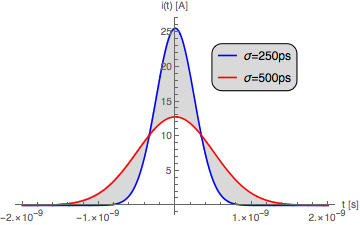 i(t) [A]
25
σ=250ps
σ=500ps
20
15
10
5
t [s]
-2.×10⁻⁹
-1.×10⁻⁹
1.×10⁻⁹
2.×10⁻⁹